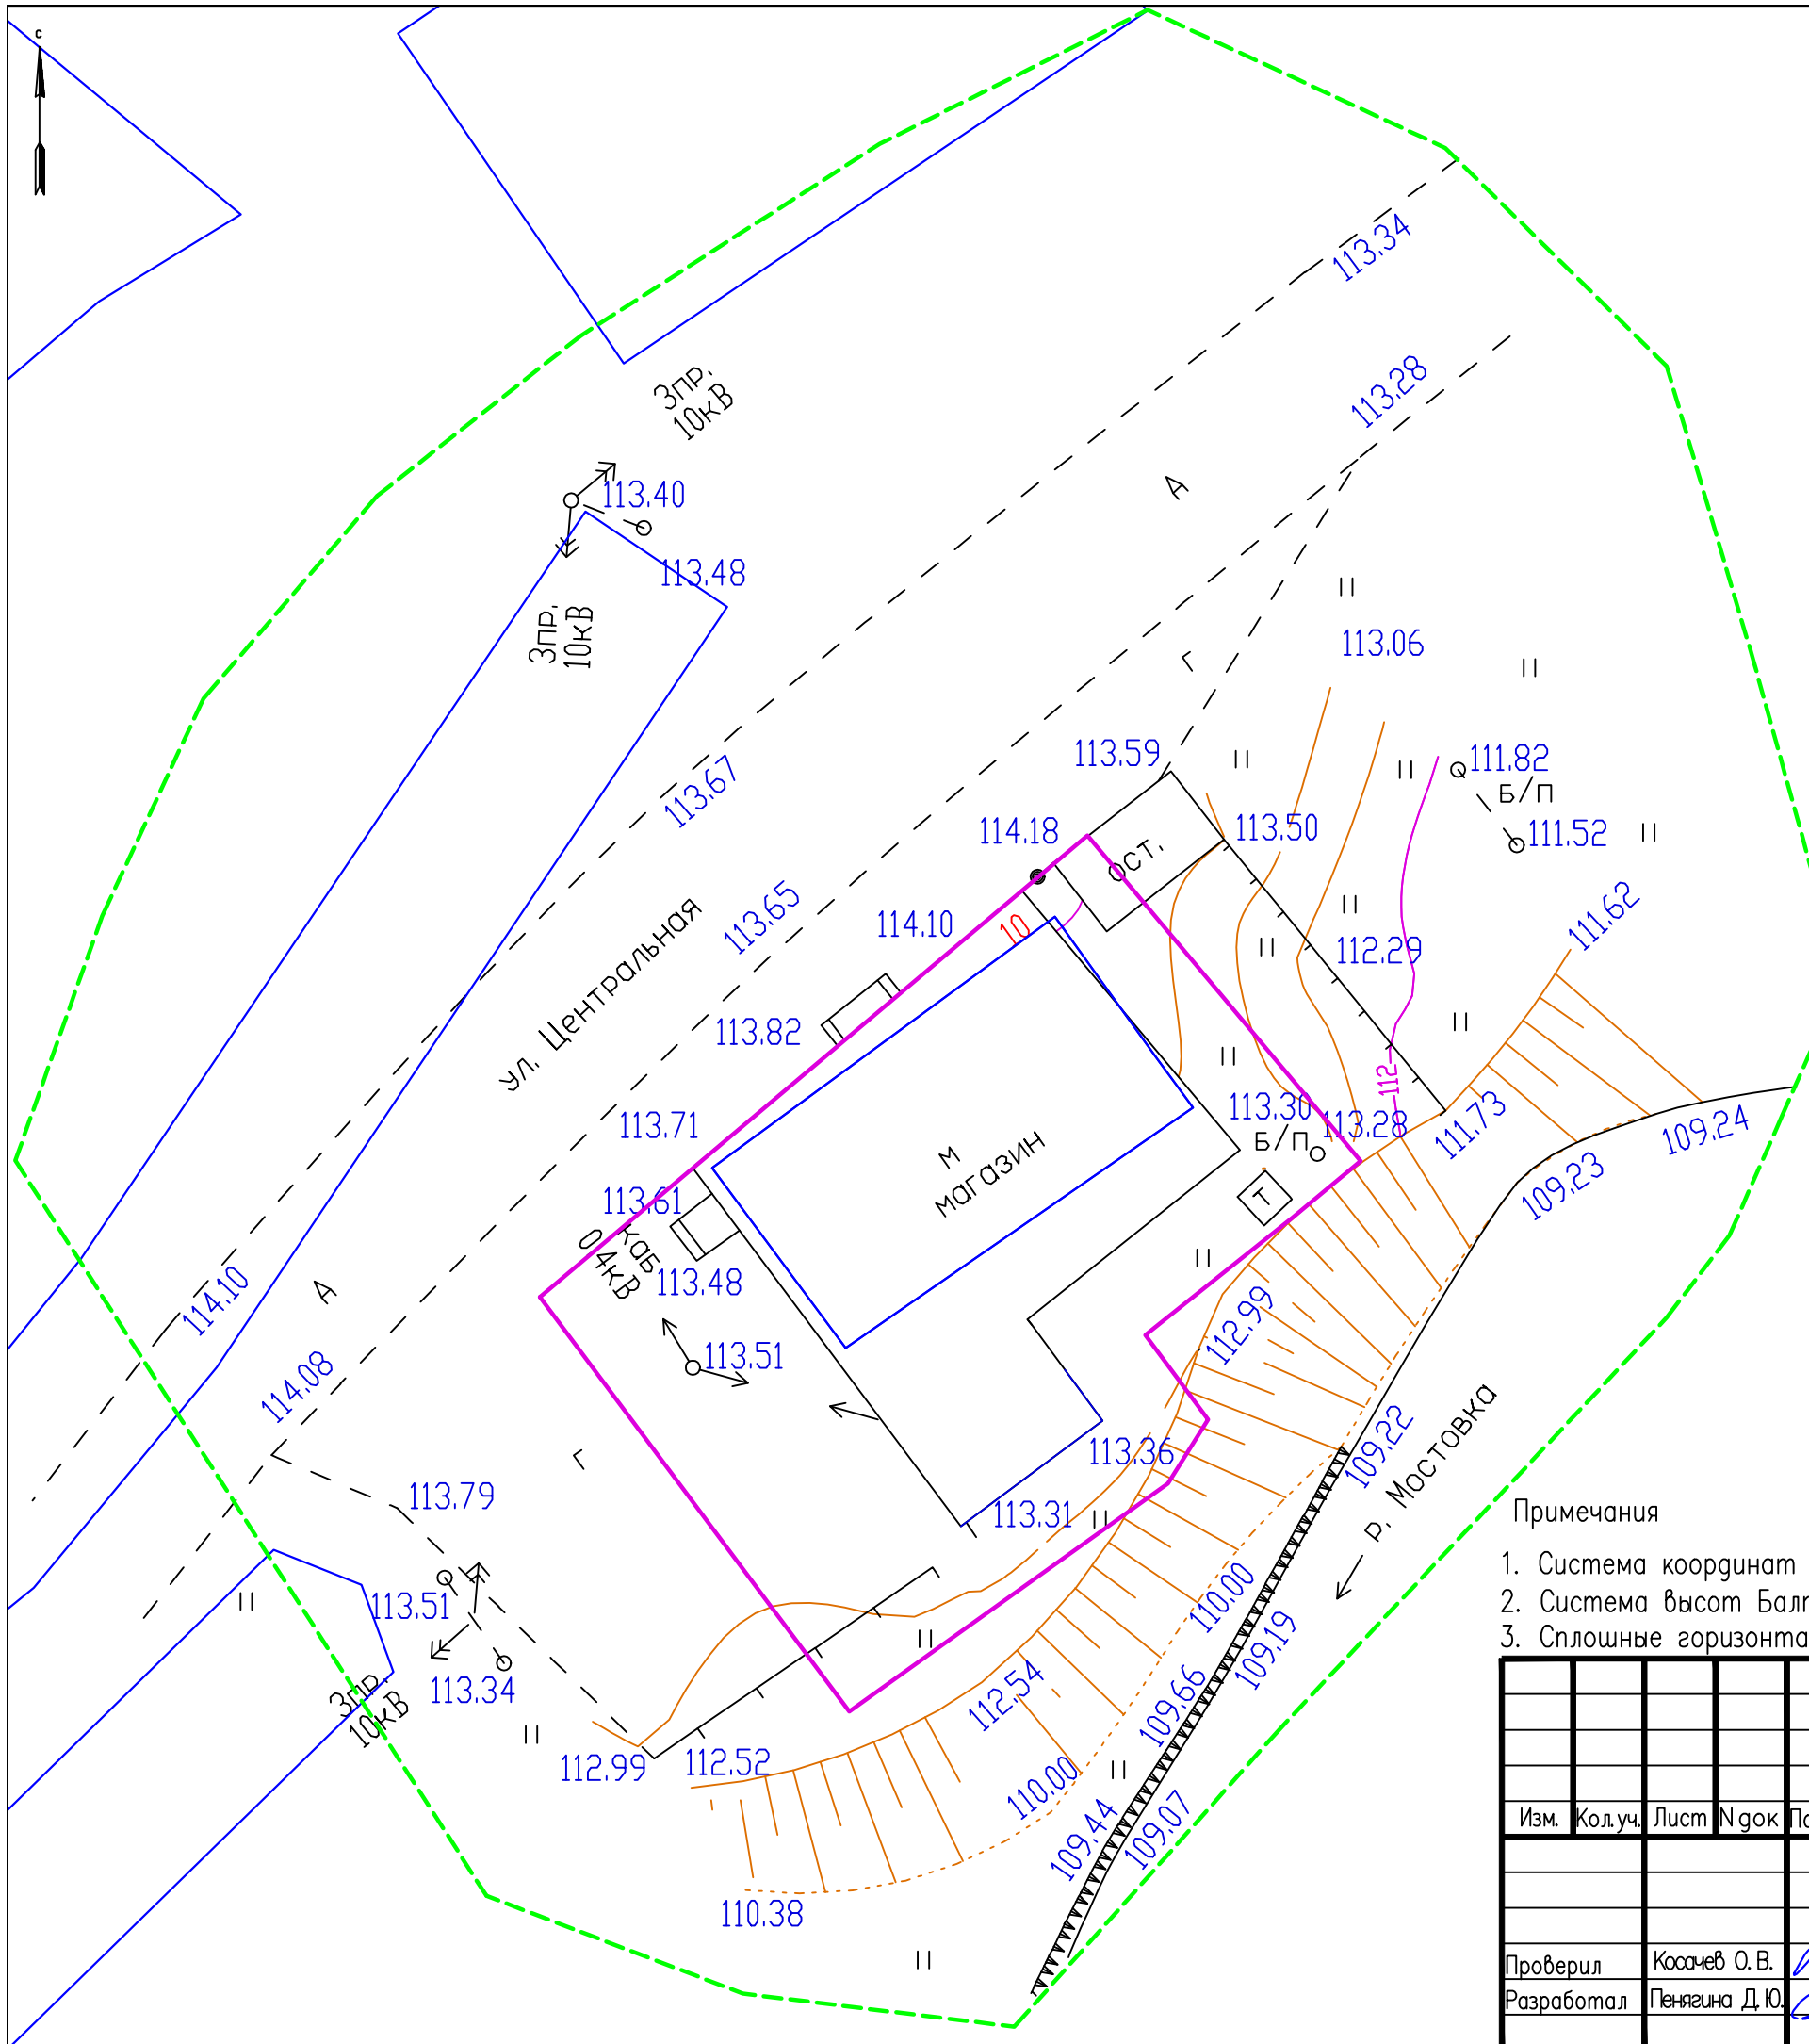 с
113.34
3пр.
10кВ
113.28
113.40
А
113.48
3пр.
10кВ
113.06
Г
113.59
111.82
Б/П
113.67
114.18
113.50
111.52
ост.
113.65
114.10
10
111.62
ул. Центральная
112.29
113.82
112
113.71
113.30
113.28
Б/П
111.73
109.24
м
магазин
109.23
113.61
каб
0.4кВ
Т
113.48
114.10
А
112.99
113.51
114.08
109.22
р. Мостовка
113.36
Г
113.79
113.31
Примечания
1. Система координат
110.00
113.51
2. Система высот
109.19
3. Сплошные
112.54
109.66
3пр.
10кВ
113.34
112.99
112.52
110.00
109.44
109.07
Изм.
Кол.уч.
Лист
N док
110.38
Проверил
Косачев О. В.
Разработал
Пенягина Д. Ю.